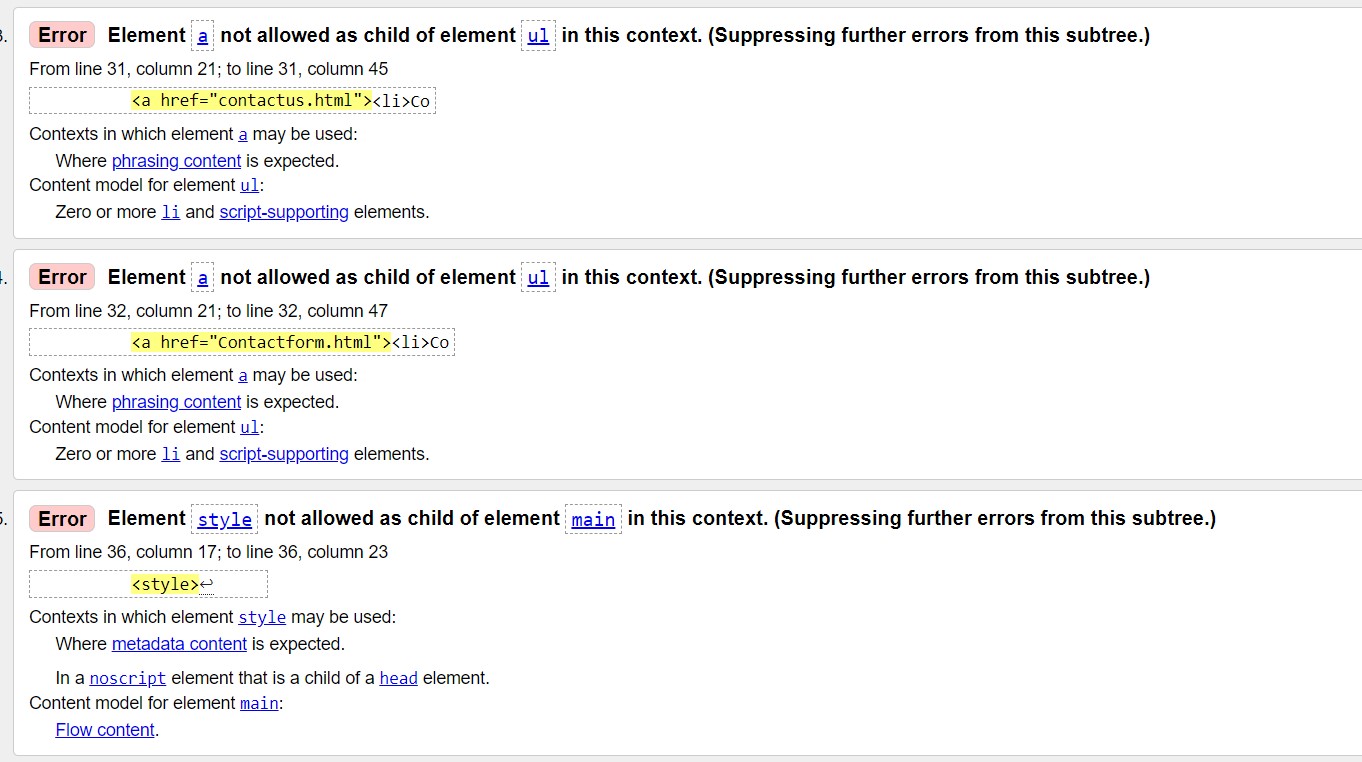 3. Error Element a not allowed as child of element ul in this context. (Suppressing further errors from this subtree.)
From line 31, column 21; to line 31, column 45
<a href="contactus.html"><li>Co
Contexts in which element a may be used:
Where phrasing content is expected.
Content model for element ul:
Zero or more li and script-supporting elements.
4. Error Element a not allowed as child of element ul in this context. (Suppressing further errors from this subtree.)
From line 32, column 21; to line 32, column 47
<a href="Contactform.html"><li>Co
Contexts in which element a may be used:
Where phrasing content is expected.
Content model for element ul:
Zero or more li and script-supporting elements.
5. Error Element style not allowed as child of element main in this context. (Suppressing further errors from this subtree.)
From line 36, column 17; to line 36, column 23
<style>↩
Contexts in which element style may be used:
Where metadata content is expected.
In a noscript element that is a child of a head element.
Content model for element main:
Flow content.